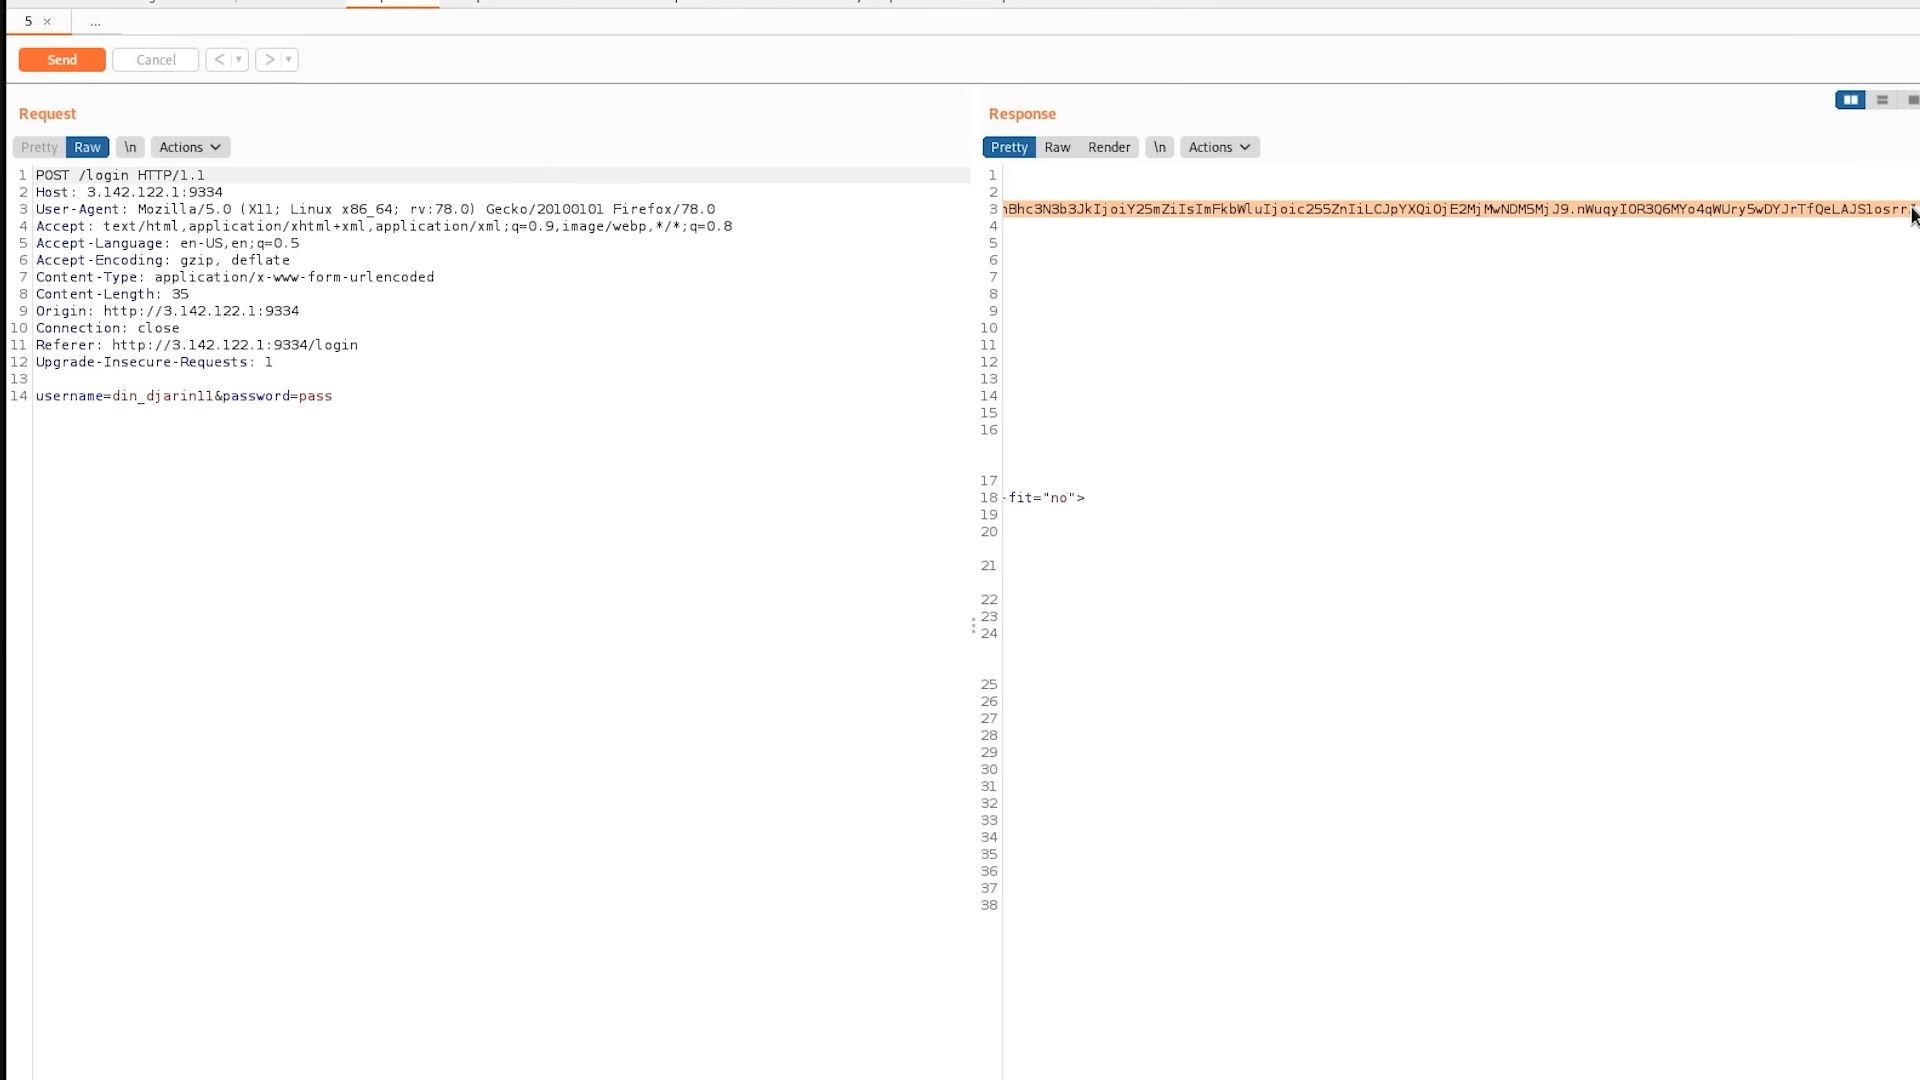 5 × ...
Send Cancel < >
Request
Pretty Raw \n Actions
1 POST /login HTTP/1.1
2 Host: 3.142.122.1:9334
3 User-Agent: Mozilla/5.0 (X11; Linux x86_64; rv:78.0) Gecko/20100101 Firefox/78.0
4 Accept: text/html,application/xhtml+xml,application/xml;q=0.9,image/webp,*/*;q=0.8
5 Accept-Language: en-US,en;q=0.5
6 Accept-Encoding: gzip, deflate
7 Content-Type: application/x-www-form-urlencoded
8 Content-Length: 35
9 Origin: http://3.142.122.1:9334
10 Connection: close
11 Referer: http://3.142.122.1:9334/login
12 Upgrade-Insecure-Requests: 1
13
14 username=din_djarin11&password=pass
Response
Pretty Raw Render \n Actions
1
2
3 Bhc3N3b3JkIjoiY25mZiIsImFkbWluIjoic255ZnIiLCJpYXQiOjE2MjMwNDM5MjJ9.nWuqyIOR3Q6MYo4qWUry5wDYJrTfQeLAJSlosrr
4
5
6
7
8
9
10
11
12
13
14
15
16
17
18 -fit="no">
19
20
21
22
23
24
25
26
27
28
29
30
31
32
33
34
35
36
37
38